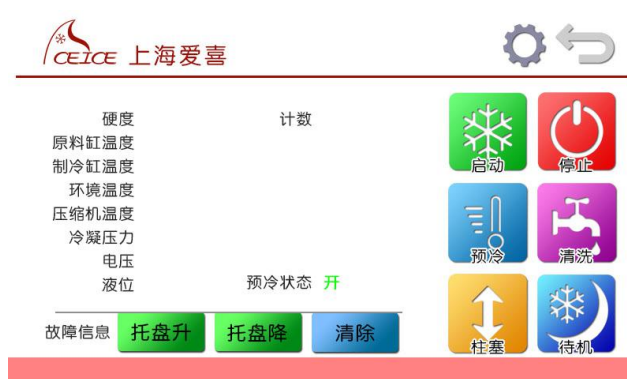 CEICE 上海爱喜
硬度 计数
原料缸温度
制冷缸温度
环境温度
压缩机温度
冷凝压力
电压
液位 预冷状态 开
故障信息 托盘升 托盘降 清除
启动 停止
预冷 清洗
柱塞 待机